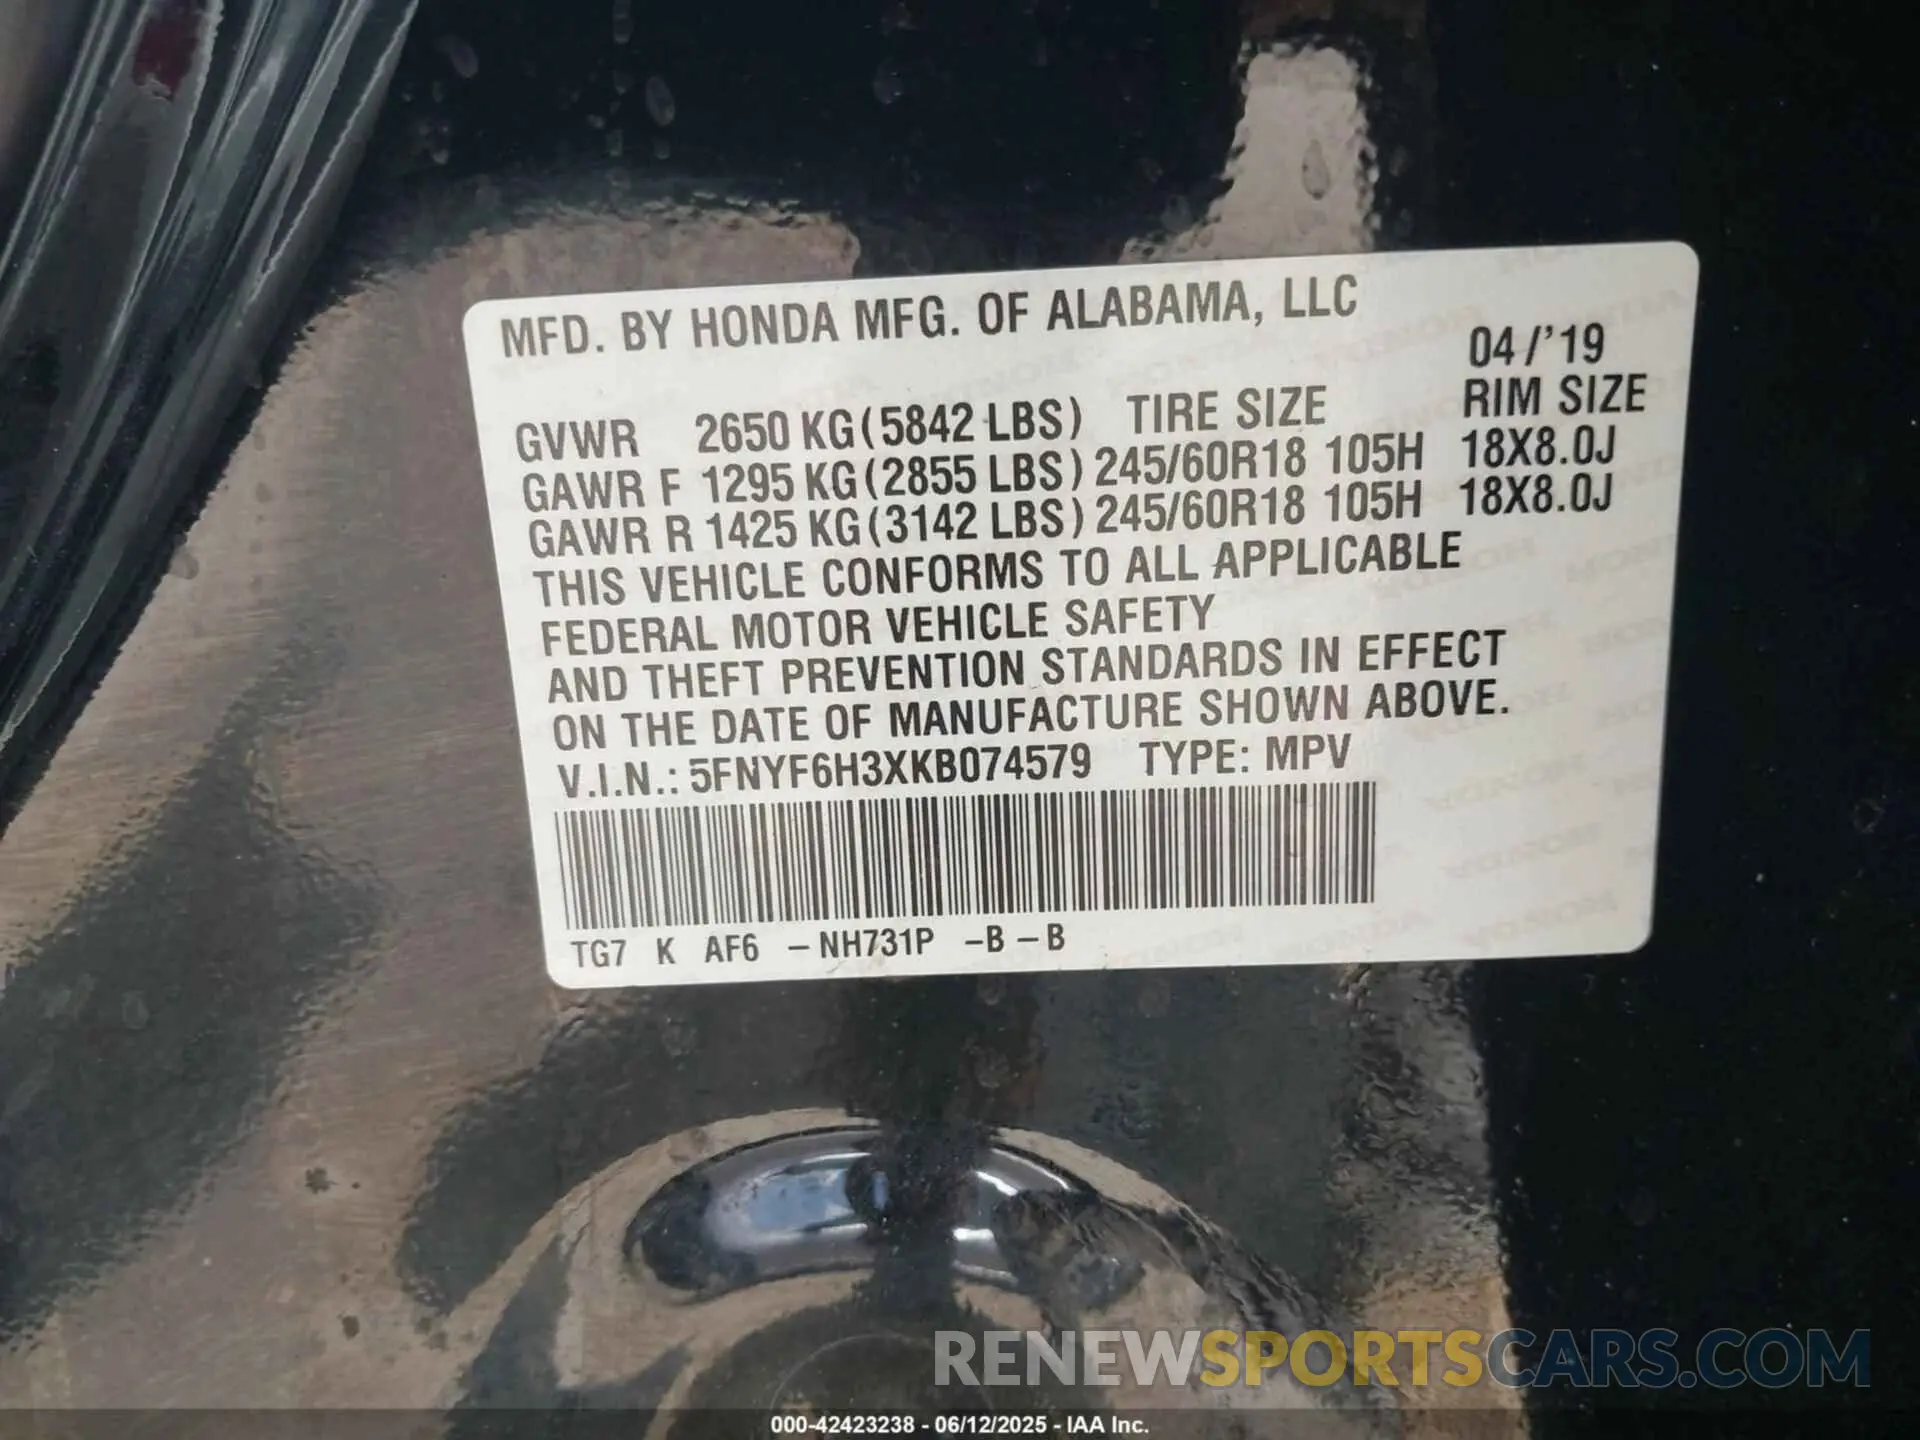 MFD. BY HONDA MFG. OF ALABAMA, LLC
04/'19
GVWR 2650 KG (5842 LBS) TIRE SIZE RIM SIZE
GAWR F 1295 KG (2855 LBS) 245/60R18 105H 18X8.0J
GAWR R 1425 KG (3142 LBS) 245/60R18 105H 18X8.0J
THIS VEHICLE CONFORMS TO ALL APPLICABLE
FEDERAL MOTOR VEHICLE SAFETY
AND THEFT PREVENTION STANDARDS IN EFFECT
ON THE DATE OF MANUFACTURE SHOWN ABOVE.
V.I.N.: 5FNYF6H3XKB074579 TYPE: MPV
TG7 K AF6 -NH731P -B-B
RENEWSPORTSCARS.COM
000-42423238 - 06/12/2025 - IAA Inc.